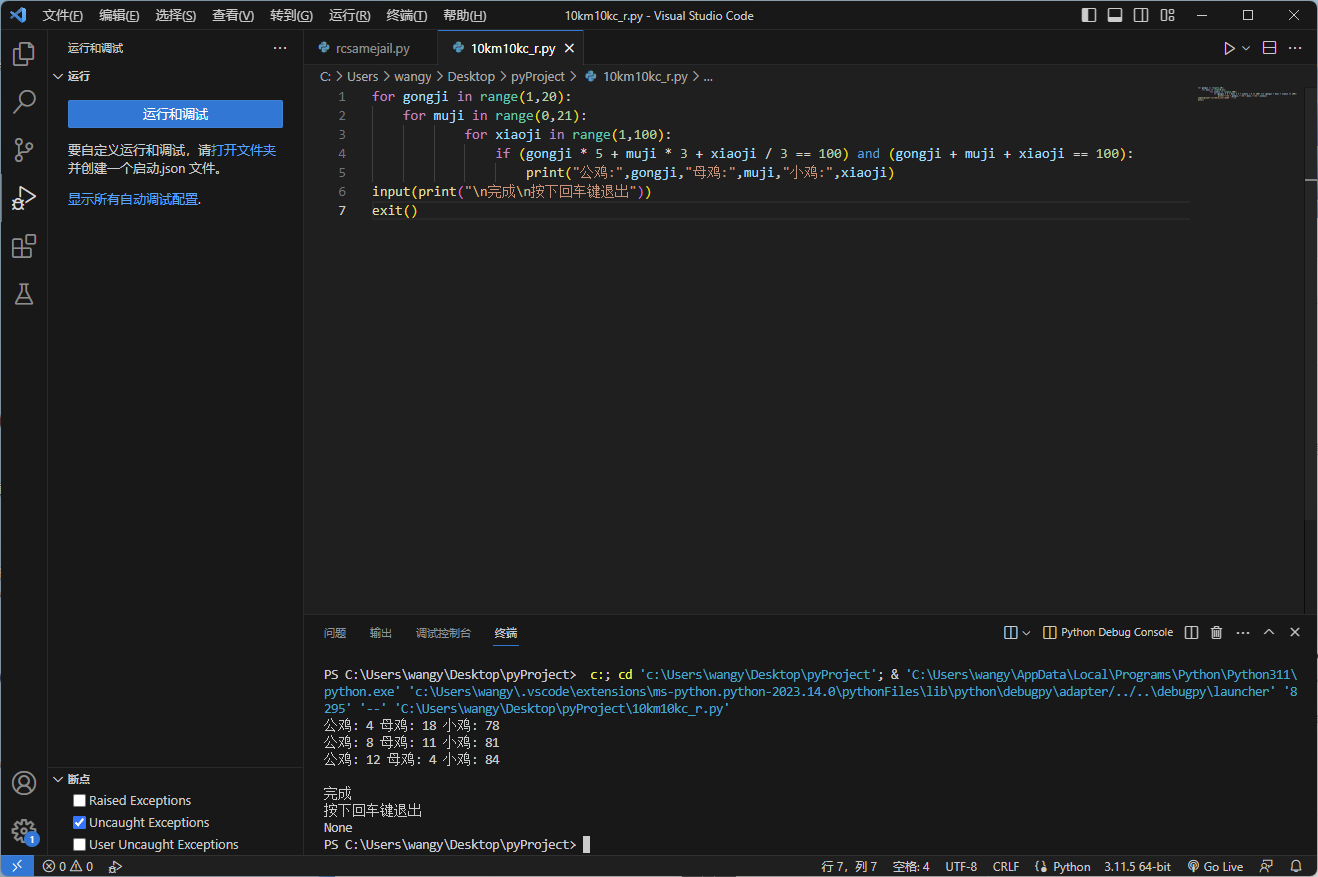 文件(F) 编辑(E) 选择(S) 查看(V) 转到(G) 运行(R) 终端(T) 帮助(H) 10km10kc_r.py - Visual Studio Code
运行和调试
rcsamejail.py
10km10kc_r.py
运行
运行和调试
要自定义运行和调试，请打开文件夹
并创建一个启动.json 文件。
显示所有自动调试配置.
C: > Users > wangy > Desktop > pyProject > 10km10kc_r.py > ...
1 for gongji in range(1,20):
2 for muji in range(0,21):
3 for xiaoji in range(1,100):
4 if (gongji * 5 + muji * 3 + xiaoji / 3 == 100) and (gongji + muji + xiaoji == 100):
5 print("公鸡:",gongji,"母鸡:",muji,"小鸡:",xiaoji)
6 input(print("\n完成\n按下回车键退出"))
7 exit()
问题 输出 调试控制台 终端 Python Debug Console
PS C:\Users\wangy\Desktop\pyProject> c:; cd 'c:\Users\wangy\Desktop\pyProject'; & 'C:\Users\wangy\AppData\Local\Programs\Python\Python311\
python.exe' 'c:\Users\wangy\.vscode\extensions\ms-python.python-2023.14.0\pythonFiles\lib\python\debugpy\adapter/../..\debugpy\launcher' '8
295' '--' 'C:\Users\wangy\Desktop\pyProject\10km10kc_r.py'
公鸡: 4 母鸡: 18 小鸡: 78
公鸡: 8 母鸡: 11 小鸡: 81
公鸡: 12 母鸡: 4 小鸡: 84
完成
按下回车键退出
None
PS C:\Users\wangy\Desktop\pyProject>
断点
Raised Exceptions
Uncaught Exceptions
User Uncaught Exceptions
1
0 0
行 7，列 7 空格: 4 UTF-8 CRLF Python 3.11.5 64-bit Go Live